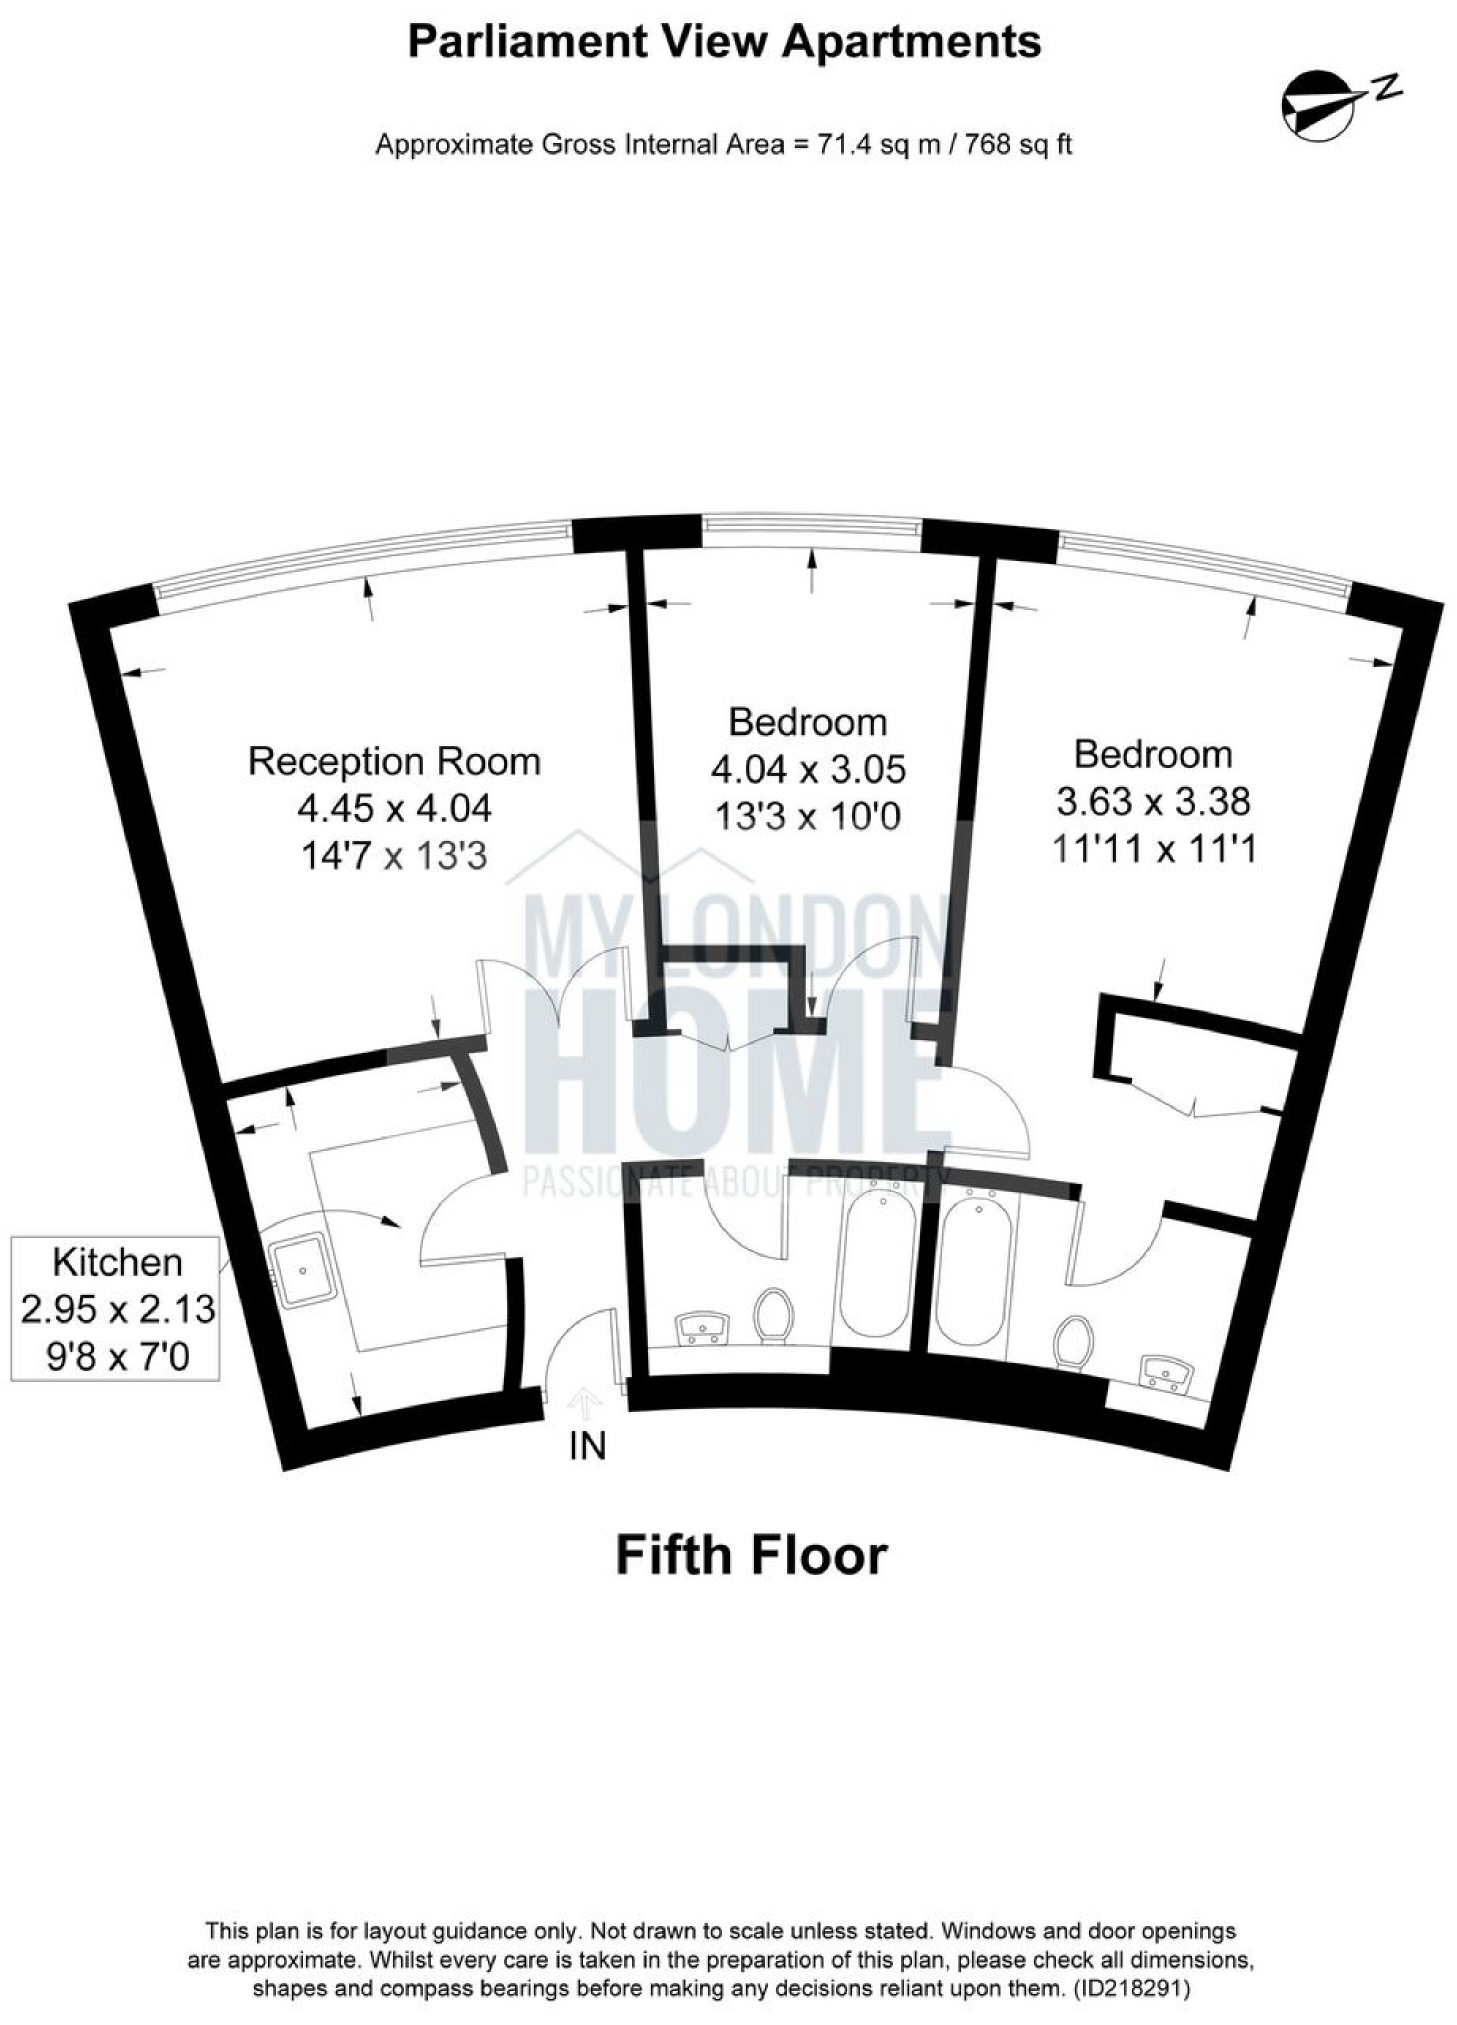 Parliament View Apartments
N
Approximate Gross Internal Area = 71.4 sq m / 768 sq ft
Reception Room
4.45 x 4.04
14'7 x 13'3
Bedroom
4.04 x 3.05
13'3 x 10'0
Bedroom
3.63 x 3.38
11'11 x 11'1
MY LONDON
HOME
PASSIONATE ABOUT PROPERTY
Kitchen
2.95 x 2.13
9'8 x 7'0
IN
Fifth Floor
This plan is for layout guidance only. Not drawn to scale unless stated. Windows and door openings
are approximate. Whilst every care is taken in the preparation of this plan, please check all dimensions,
shapes and compass bearings before making any decisions reliant upon them. (ID218291)